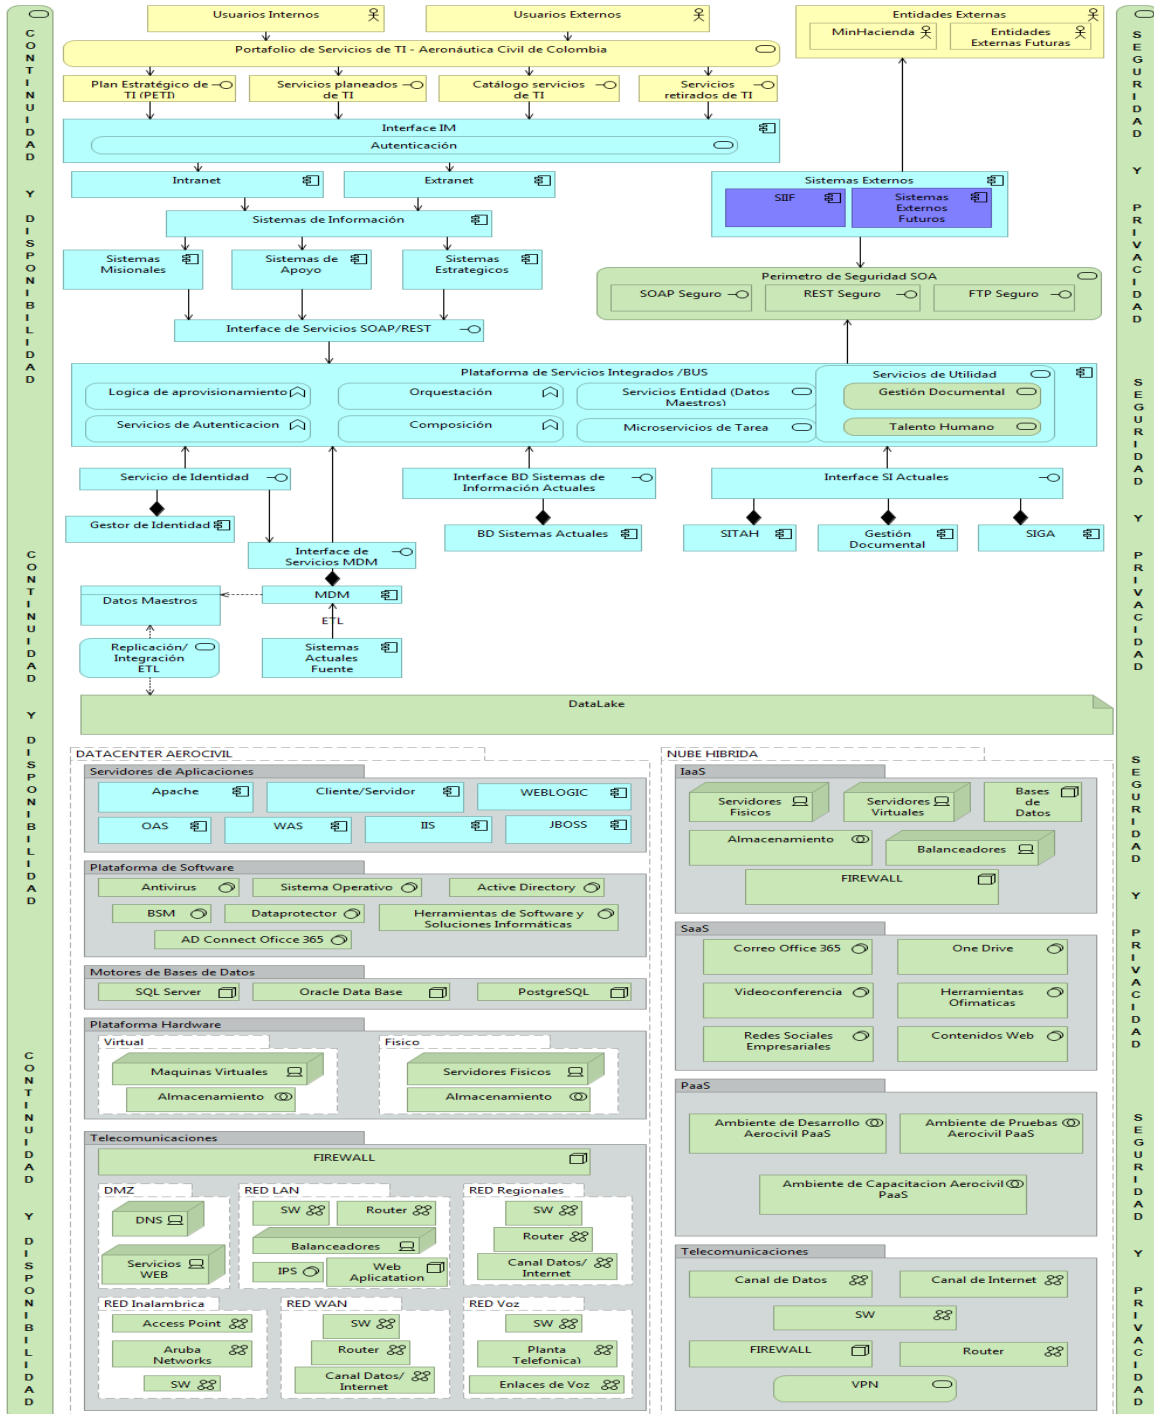 CONTINUIDAD Y DISPONIBILIDAD
CONTINUIDAD Y DISPONIBILIDAD
CONTINUIDAD Y DISPONIBILIDAD
Usuarios Internos
Usuarios Externos
Entidades Externas
MinHacienda
Entidades
Externas Futuras
Portafolio de Servicios de TI - Aeronáutica Civil de Colombia
Plan Estratégico de
TI (PETI)
Servicios planeados
de TI
Catálogo servicios
de TI
Servicios
retirados de TI
Interface IM
Autenticación
Intranet
Extranet
Sistemas Externos
SIIF
Sistemas
Externos
Futuros
Sistemas de Información
Sistemas
Misionales
Sistemas de
Apoyo
Sistemas
Estrategicos
Perimetro de Seguridad SOA
SOAP Seguro
REST Seguro
FTP Seguro
Interface de Servicios SOAP/REST
Plataforma de Servicios Integrados /BUS
Logica de aprovisionamiento
Orquestación
Servicios Entidad (Datos
Maestros)
Servicios de Utilidad
Gestión Documental
Servicios de Autenticacion
Composición
Microservicios de Tarea
Talento Humano
Servicio de Identidad
Interface BD Sistemas de
Información Actuales
Interface SI Actuales
Gestor de Identidad
BD Sistemas Actuales
SITAH
Gestión
Documental
SIGA
Interface de
Servicios MDM
Datos Maestros
MDM
ETL
Replicación/
Integración
ETL
Sistemas
Actuales
Fuente
DataLake
DATACENTER AEROCIVIL
Servidores de Aplicaciones
Apache
Cliente/Servidor
WEBLOGIC
OAS
WAS
IIS
JBOSS
Plataforma de Software
Antivirus
Sistema Operativo
Active Directory
BSM
Dataprotector
Herramientas de Software y
Soluciones Informáticas
AD Connect Oficce 365
Motores de Bases de Datos
SQL Server
Oracle Data Base
PostgreSQL
Plataforma Hardware
Virtual
Maquinas Virtuales
Almacenamiento
Fisico
Servidores Fisicos
Almacenamiento
Telecomunicaciones
FIREWALL
DMZ
DNS
Servicios
WEB
RED LAN
SW
Router
Balanceadores
IPS
Web
Aplicatation
RED Regionales
SW
Router
Canal Datos/
Internet
RED Inalambrica
Access Point
Aruba
Networks
SW
RED WAN
SW
Router
Canal Datos/
Internet
RED Voz
SW
Planta
Telefonica)
Enlaces de Voz
NUBE HIBRIDA
IaaS
Servidores
Fisicos
Servidores
Virtuales
Bases
de
Datos
Almacenamiento
Balanceadores
FIREWALL
SaaS
Correo Office 365
One Drive
Videoconferencia
Herramientas
Ofimaticas
Redes Sociales
Empresariales
Contenidos Web
PaaS
Ambiente de Desarrollo
Aerocivil PaaS
Ambiente de Pruebas
Aerocivil PaaS
Ambiente de Capacitacion Aerocivil
PaaS
Telecomunicaciones
Canal de Datos
Canal de Internet
SW
FIREWALL
Router
VPN
SEGURIDAD Y PRIVACIDAD
SEGURIDAD Y PRIVACIDAD
SEGURIDAD Y PRIVACIDAD
SEGURIDAD Y PRIVACIDAD